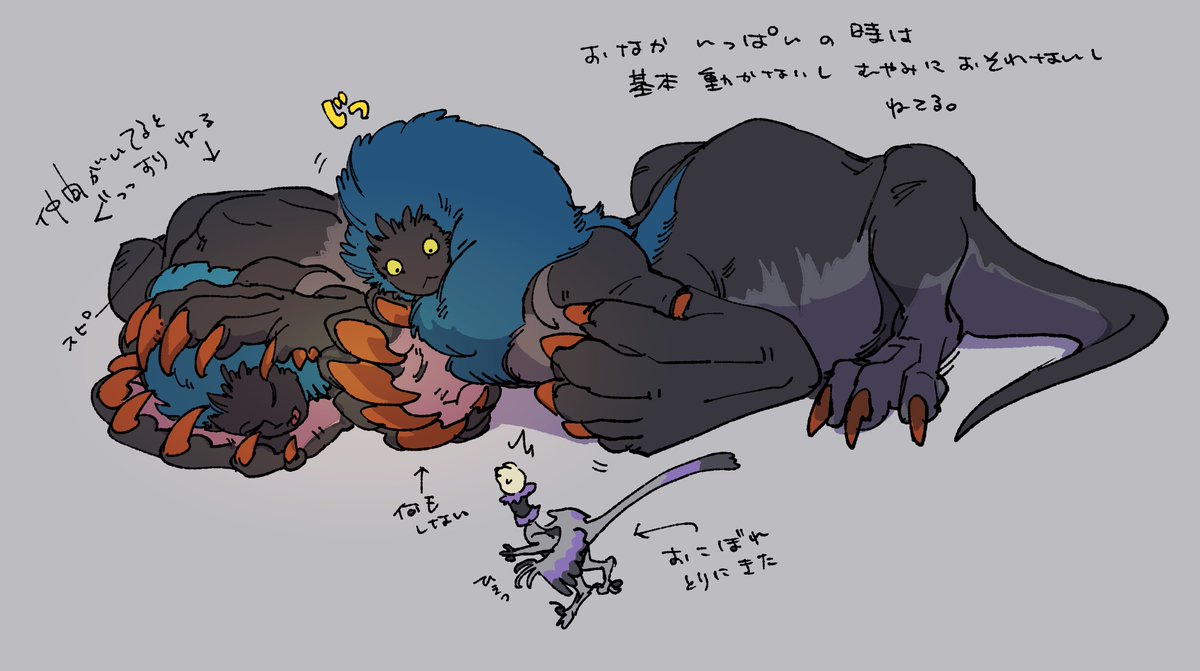 おなか いっぱい の 時は
基本 動かないし むやみに おそれないし
ねてる。
じっ
仲間がいてると
ぐっっすり ねる
スピ
何も
しない
おこぼれ
とりにきた
ひぇっ